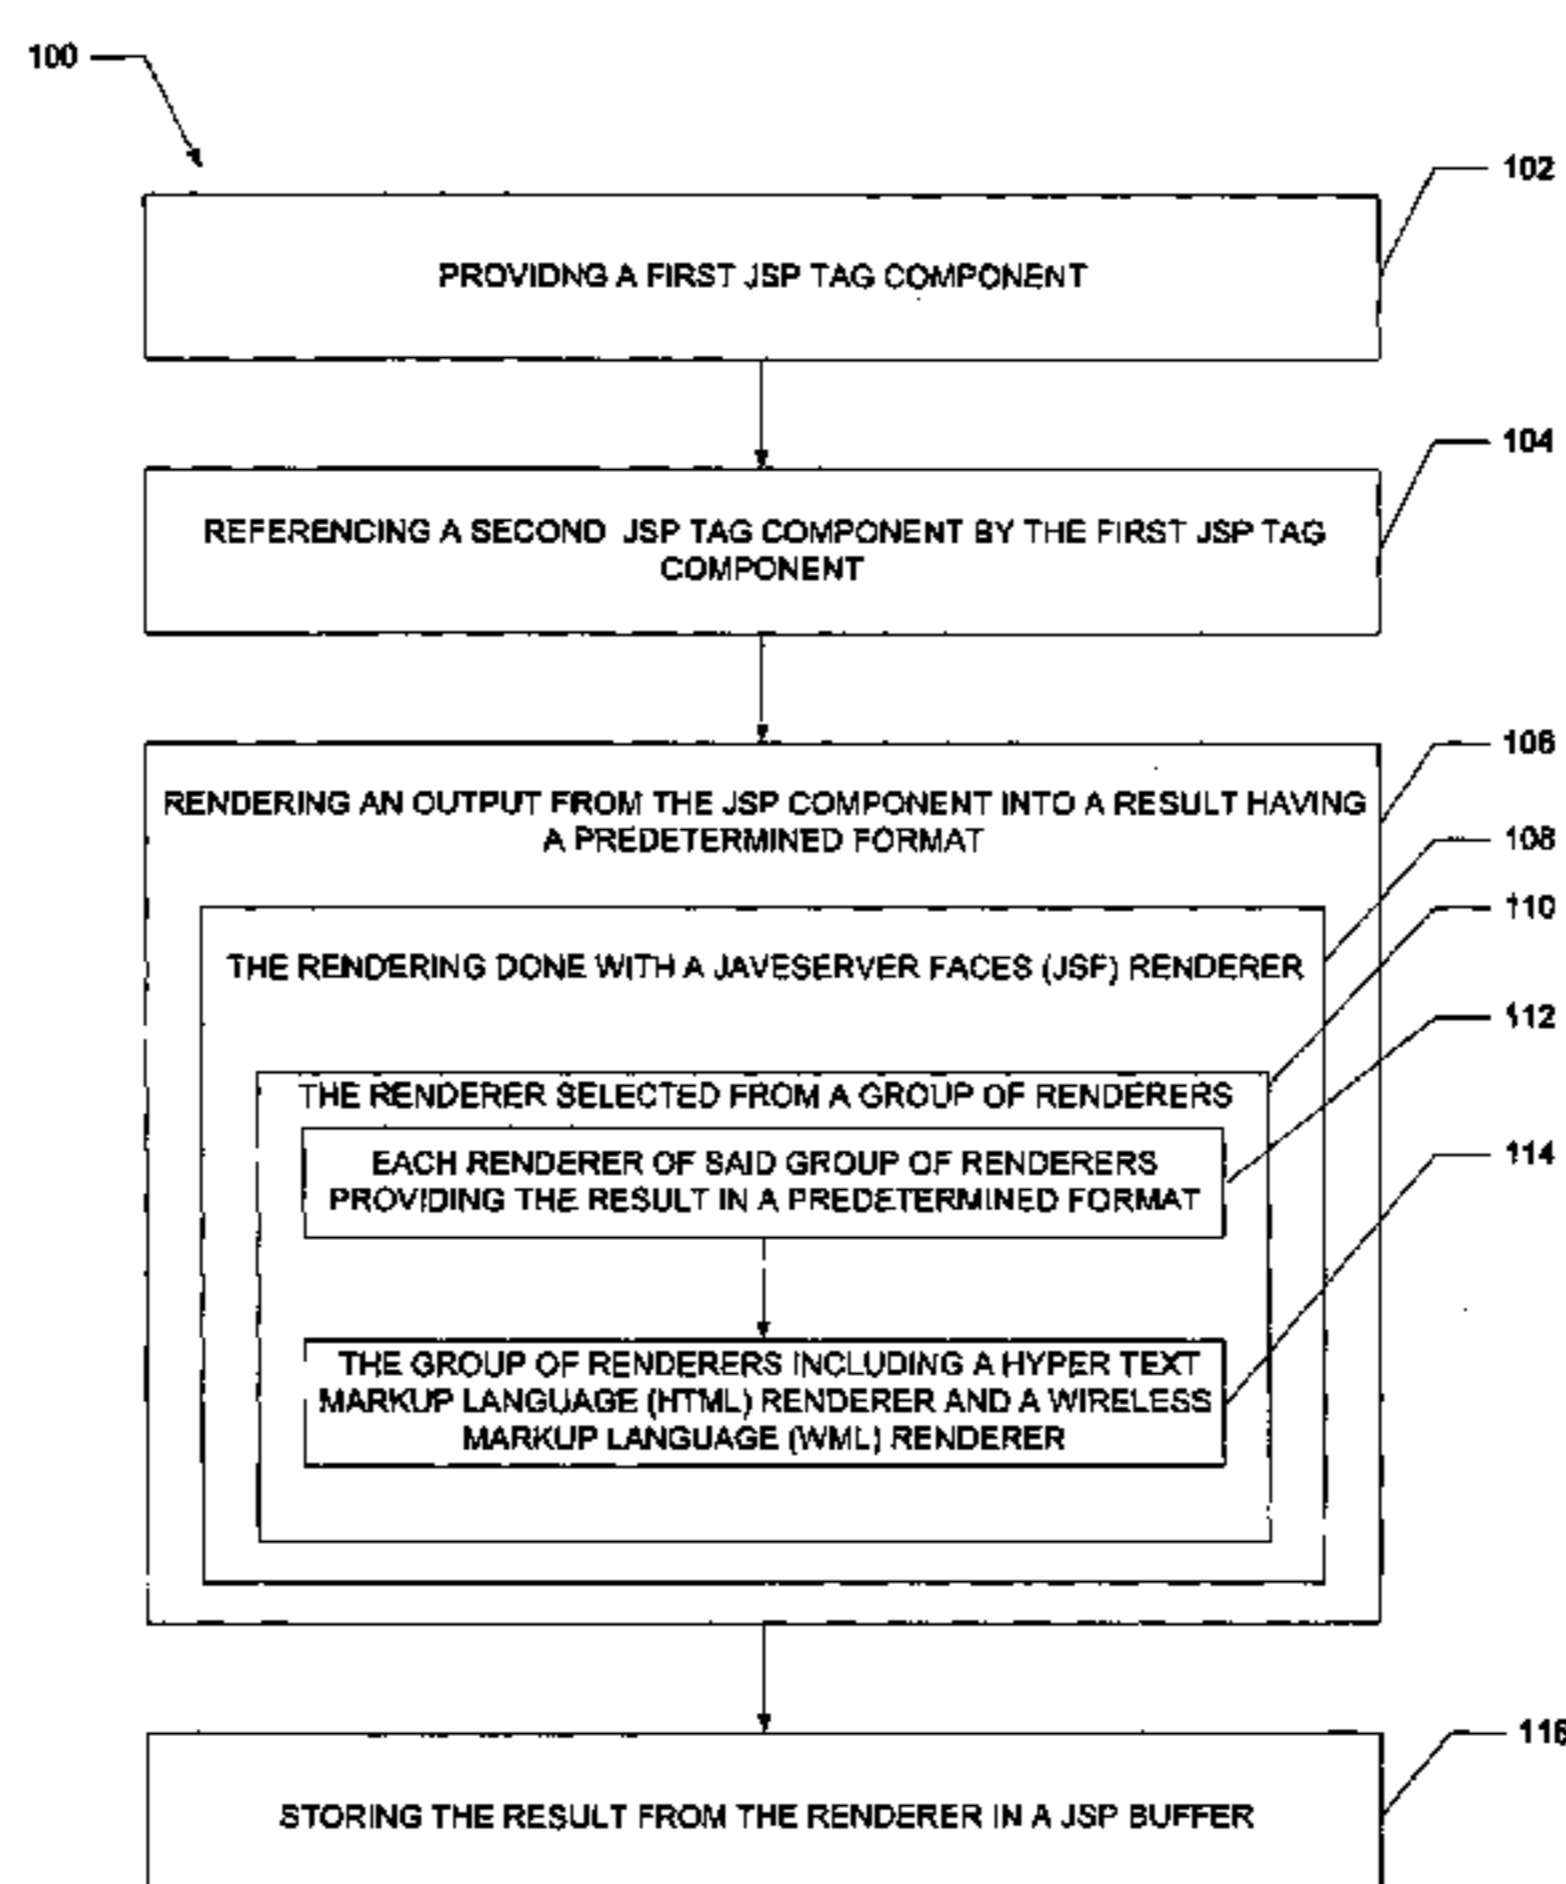 100
102
PROVIDNG A FIRST JSP TAG COMPONENT
104
REFERENCING A SECOND JSP TAG COMPONENT BY THE FIRST JSP TAG
COMPONENT
106
RENDERING AN OUTPUT FROM THE JSP COMPONENT INTO A RESULT HAVING
A PREDETERMINED FORMAT
108
110
THE RENDERING DONE WITH A JAVESERVER FACES (JSF) RENDERER
112
THE RENDERER SELECTED FROM A GROUP OF RENDERERS
114
EACH RENDERER OF SAID GROUP OF RENDERERS
PROVIDING THE RESULT IN A PREDETERMINED FORMAT
THE GROUP OF RENDERERS INCLUDING A HYPER TEXT
MARKUP LANGUAGE (HTML) RENDERER AND A WIRELESS
MARKUP LANGUAGE (WML) RENDERER
116
STORING THE RESULT FROM THE RENDERER IN A JSP BUFFER